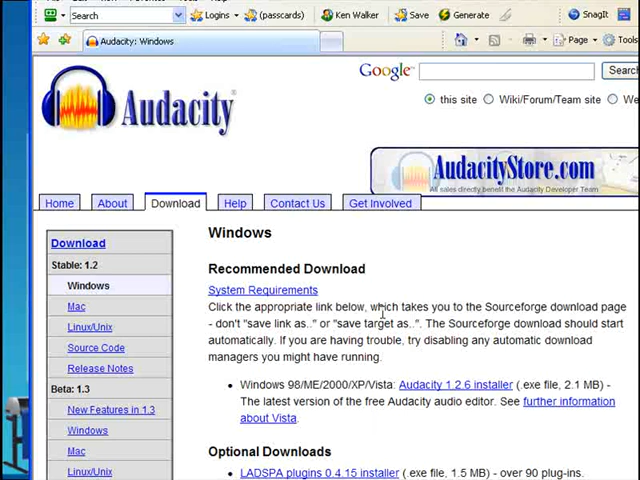 Search Logins (passcards) Ken Walker Save Generate SnagIt
Audacity: Windows Page Tools
Google Search
this site Wiki/Forum/Team site
Audacity®
AudacityStore.com
All sales directly benefit the Audacity Developer Team
Home About Download Help Contact Us Get Involved
Download
Stable: 1.2
Windows
Mac
Linux/Unix
Source Code
Release Notes
Beta: 1.3
New Features in 1.3
Windows
Mac
Linux/Unix
Windows
Recommended Download
System Requirements
Click the appropriate link below, which takes you to the Sourceforge download page
- don't "save link as.." or "save target as..". The Sourceforge download should start
automatically. If you are having trouble, try disabling any automatic download
managers you might have running.
• Windows 98/ME/2000/XP/Vista: Audacity 1.2.6 installer (.exe file, 2.1 MB) -
The latest version of the free Audacity audio editor. See further information
about Vista.
Optional Downloads
• LADSPA plugins 0.4.15 installer (.exe file, 1.5 MB) - over 90 plug-ins.